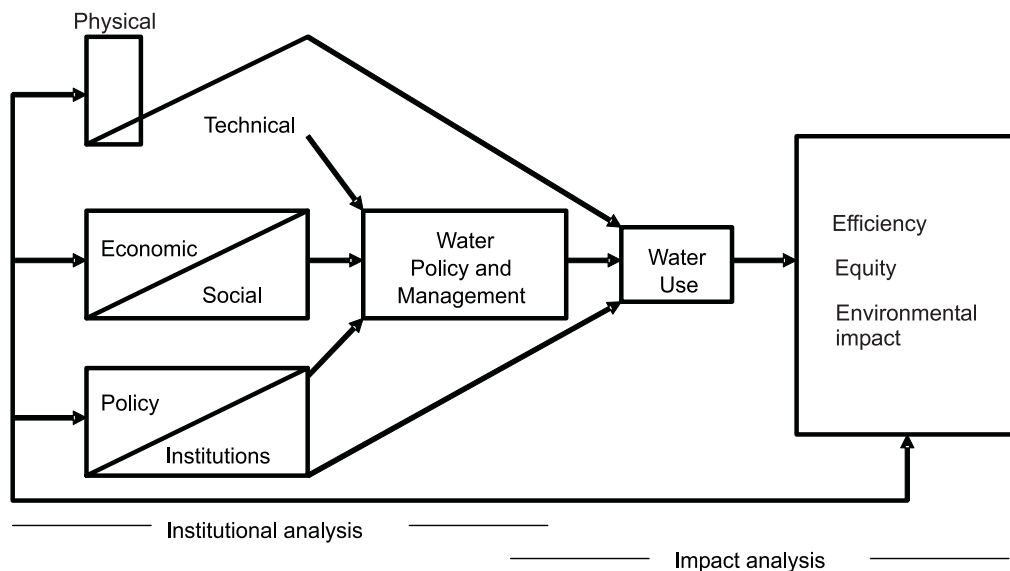 Physical
Technical
Economic
Social
Water
Policy and
Management
Water
Use
Efficiency
Equity
Environmental
impact
Policy
Institutions
Institutional analysis
Impact analysis